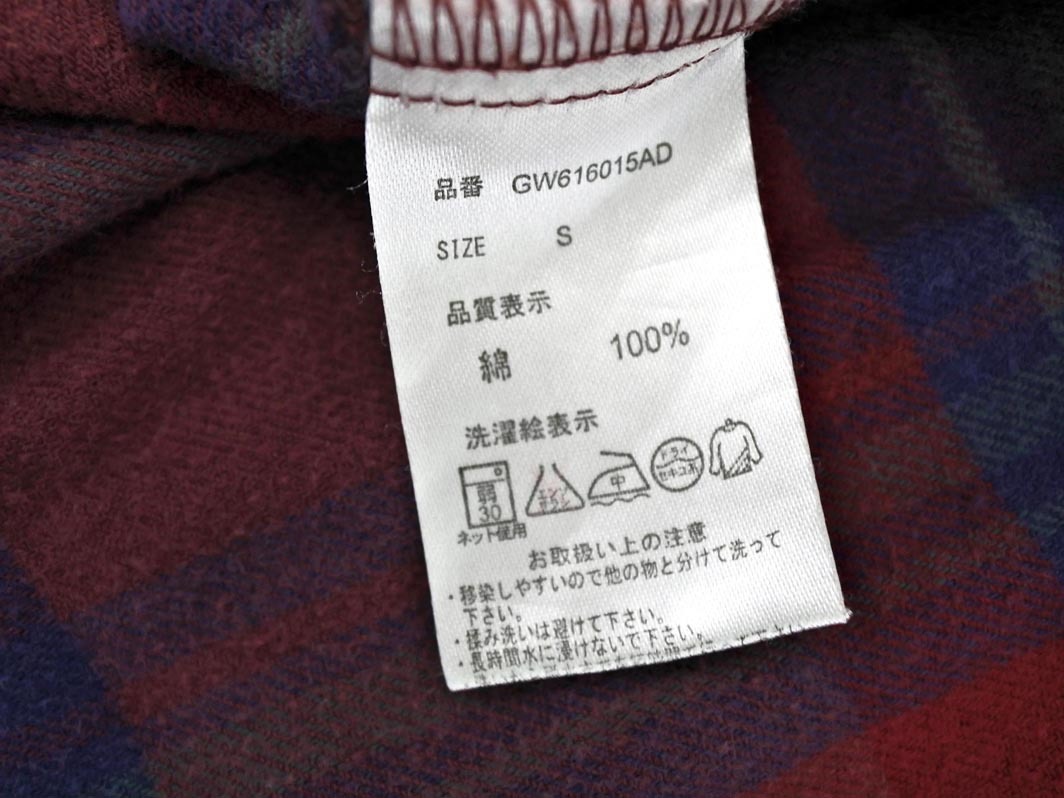 品番 GW616015AD
SIZE S
品質表示
綿 100%
洗濯絵表示
弱
30
中
ドライ
セキユ系
ネット使用
お取扱い上の注意
・移染しやすいので他の物と分けて洗って
下さい。
・揉み洗いは避けて下さい。
・長時間水に浸けないで下さい。